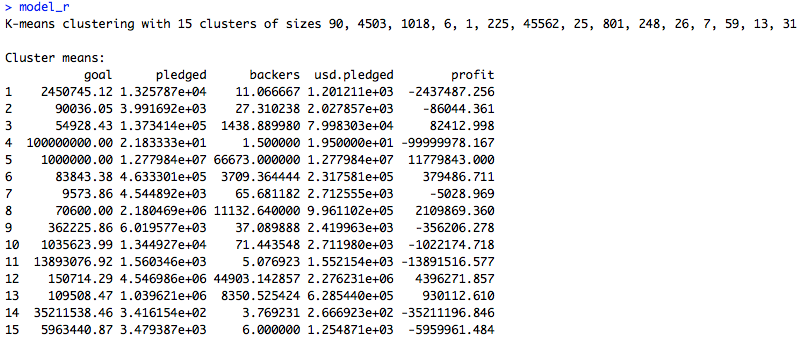 > model_r
K-means clustering with 15 clusters of sizes 90, 4503, 1018, 6, 1, 225, 45562, 25, 801, 248, 26, 7, 59, 13, 31
Cluster means:
goal pledged backers usd.pledged profit
1 2450745.12 1.325787e+04 11.066667 1.201211e+03 -2437487.256
2 90036.05 3.991692e+03 27.310238 2.027857e+03 -86044.361
3 54928.43 1.373414e+05 1438.889980 7.998303e+04 82412.998
4 100000000.00 2.183333e+01 1.500000 1.950000e+01 -99999978.167
5 1000000.00 1.277984e+07 66673.000000 1.277984e+07 11779843.000
6 83843.38 4.633301e+05 3709.364444 2.317581e+05 379486.711
7 9573.86 4.544892e+03 65.681182 2.712555e+03 -5028.969
8 70600.00 2.180469e+06 11132.640000 9.961102e+05 2109869.360
9 362225.86 6.019577e+03 37.089888 2.419963e+03 -356206.278
10 1035623.99 1.344927e+04 71.443548 2.711980e+03 -1022174.718
11 13893076.92 1.560346e+03 5.076923 1.552154e+03 -13891516.577
12 150714.29 4.546986e+06 44903.142857 2.276231e+06 4396271.857
13 109508.47 1.039621e+06 8350.525424 6.285440e+05 930112.610
14 35211538.46 3.416154e+02 3.769231 2.666923e+02 -35211196.846
15 5963440.87 3.479387e+03 6.000000 1.254871e+03 -5959961.484